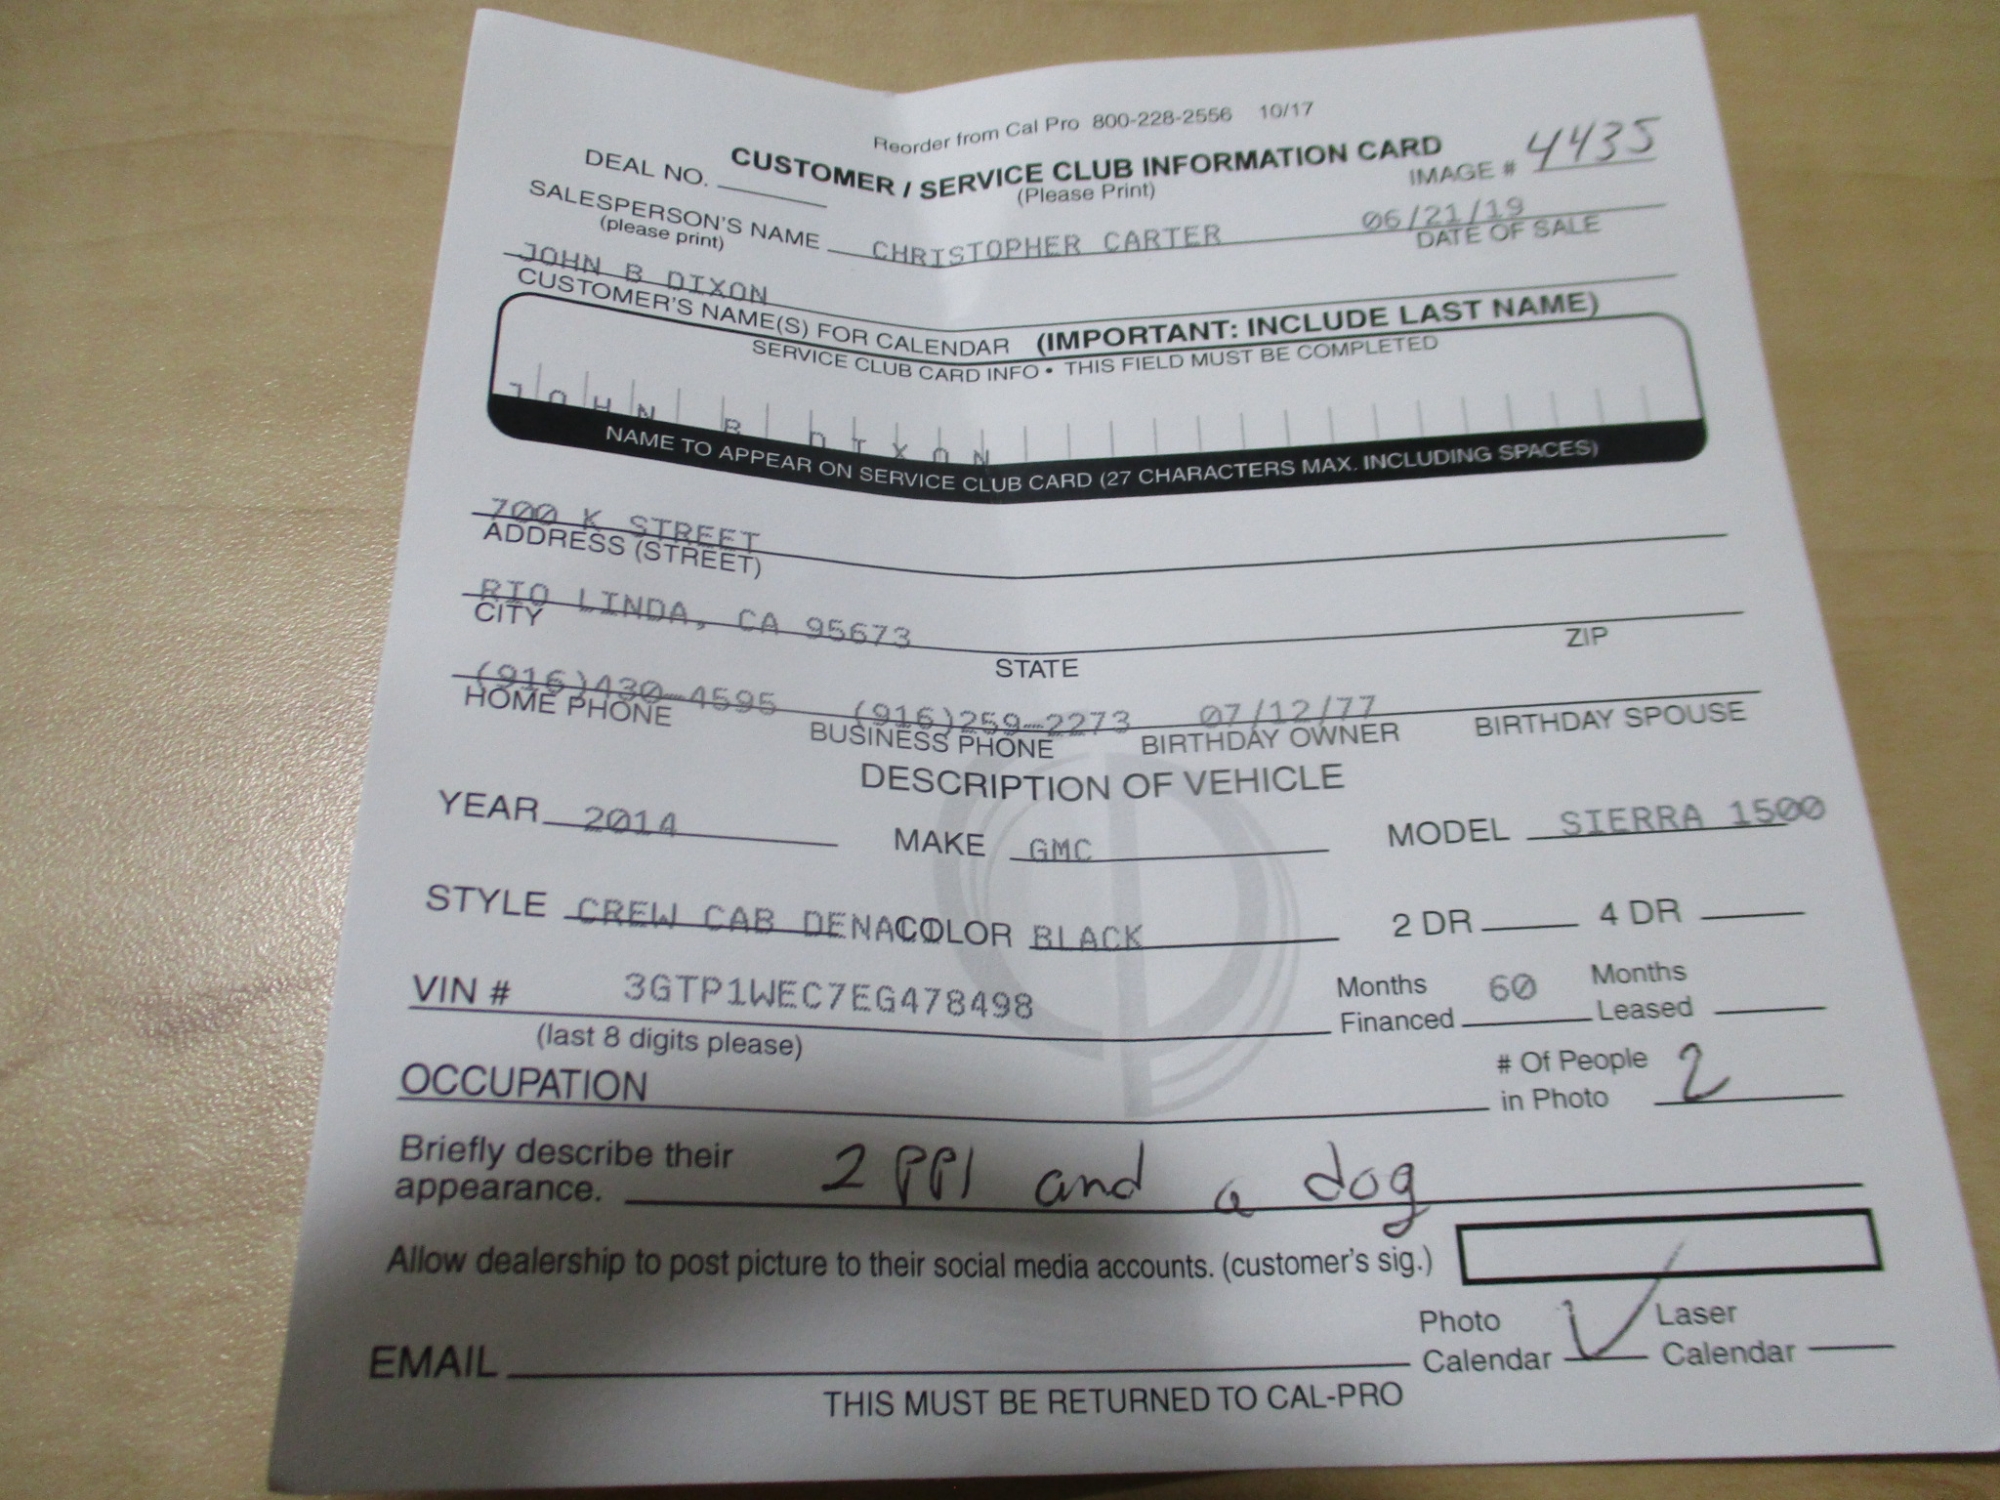 Reorder from Cal Pro 800-228-2556 10/17
CUSTOMER / SERVICE CLUB INFORMATION CARD
(Please Print)
DEAL NO. IMAGE # 4435
SALESPERSON'S NAME CHRISTOPHER CARTER 06/21/19
(please print) DATE OF SALE
JOHN B DIXON
CUSTOMER'S NAME(S) FOR CALENDAR (IMPORTANT: INCLUDE LAST NAME)
SERVICE CLUB CARD INFO • THIS FIELD MUST BE COMPLETED
JOHN B DIXON
NAME TO APPEAR ON SERVICE CLUB CARD (27 CHARACTERS MAX. INCLUDING SPACES)
700 K STREET
ADDRESS (STREET)
RIO LINDA, CA 95673
CITY STATE ZIP
(916)430-4595 (916)259-2273 07/12/77
HOME PHONE BUSINESS PHONE BIRTHDAY OWNER BIRTHDAY SPOUSE
DESCRIPTION OF VEHICLE
YEAR 2014 MAKE GMC MODEL SIERRA 1500
STYLE CREW CAB DENA COLOR BLACK 2 DR 4 DR
VIN # 3GTP1WEC7EG478498 Months Financed 60 Months Leased
(last 8 digits please)
OCCUPATION # Of People in Photo 2
Briefly describe their
appearance. 2 PPl and a dog
Allow dealership to post picture to their social media accounts. (customer's sig.)
EMAIL Photo Calendar ✓ Laser Calendar
THIS MUST BE RETURNED TO CAL-PRO